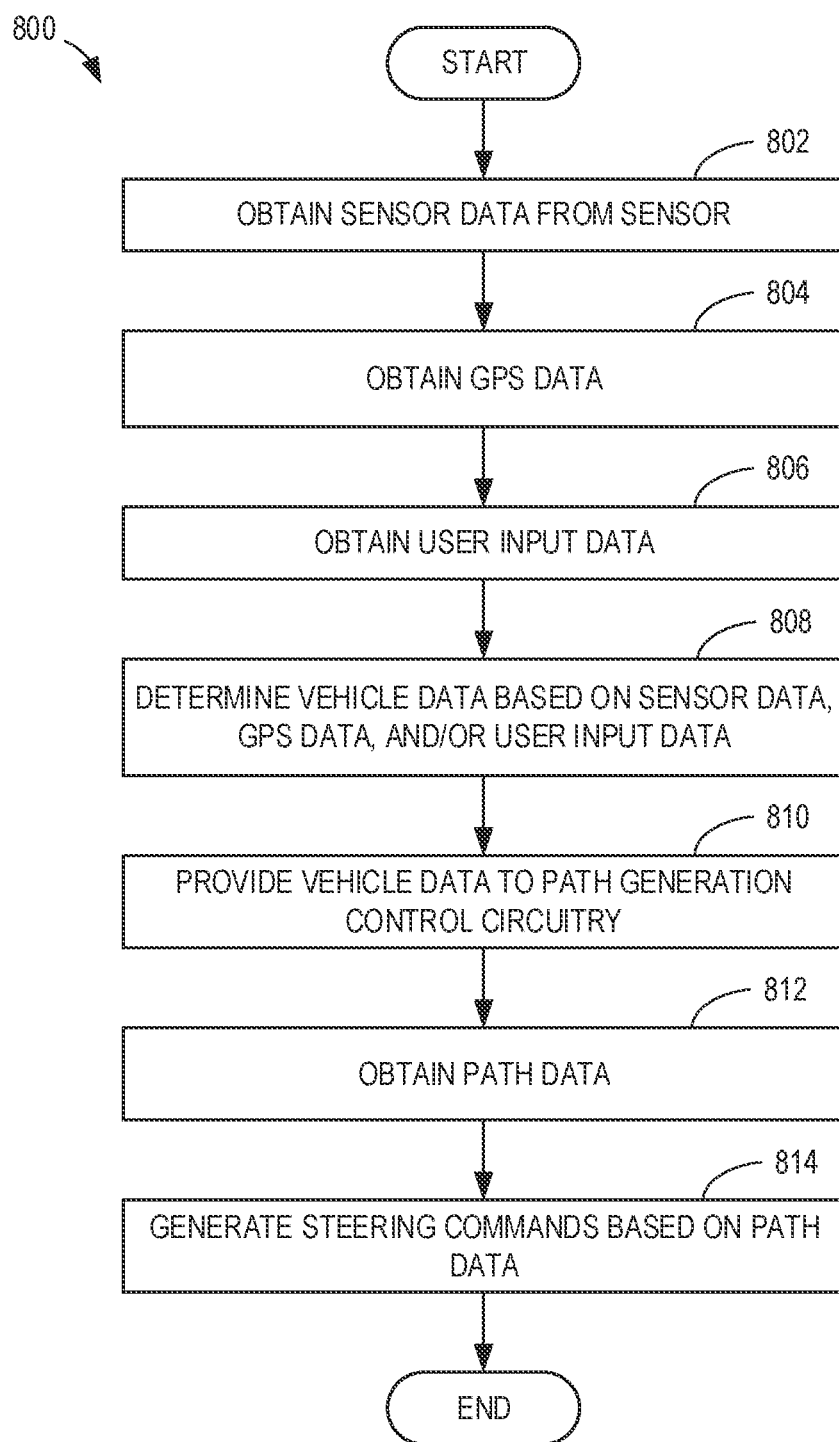 800
START
802
OBTAIN SENSOR DATA FROM SENSOR
804
OBTAIN GPS DATA
806
OBTAIN USER INPUT DATA
808
DETERMINE VEHICLE DATA BASED ON SENSOR DATA,
GPS DATA, AND/OR USER INPUT DATA
810
PROVIDE VEHICLE DATA TO PATH GENERATION
CONTROL CIRCUITRY
812
OBTAIN PATH DATA
814
GENERATE STEERING COMMANDS BASED ON PATH
DATA
END